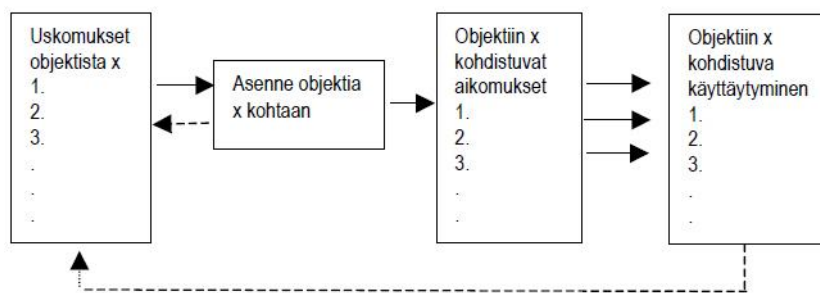 Uskomukset
objektista x
1.
2.
3.
.
.
.
Asenne objektia
x kohtaan
Objektiin x
kohdistuvat
aikomukset
1.
2.
3.
.
.
Objektiin x
kohdistuva
käyttäytyminen
1.
2.
3.
.
.